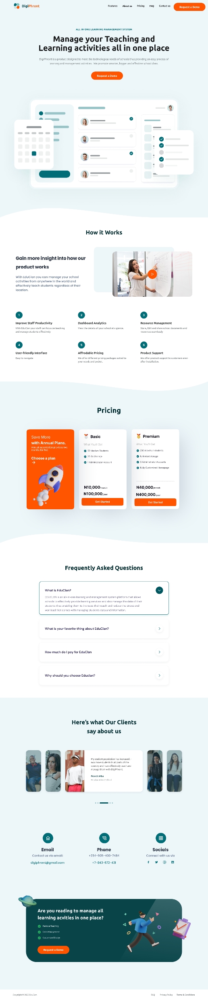 DigiPhront
Features
About us
Pricing
FAQ
Contact us
Request a Demo
ALL IN ONE LEARNING MANAGEMENT SYSTEM
Manage your Teaching and
Learning activities all in one place
DigiPhront is a product designed to meet the technological needs of schools thus providing an easy process of
learning and management activities. We promote smarter, bigger and effective school clans.
Request a Demo
How it Works
Gain more insight into how our
product works
With EduClan you can manage your school
activities from anywhere in the world and
effectively teach students regardless of their
location.
1
Improve Staff Productivity
With EduClan your staff can focus on teaching
and manage students effectively
2
Dashboard Analytics
View the details of your school at a glance.
3
Resource Management
Store, Edit and share school documents and
resources seamlessly
4
User-friendly Interface
Easy to navigate
5
Affrodable Pricing
We offer different pricing packages suited to
your needs and pocket.
6
Product Support
We offer product support to customers even
after installation.
Pricing
Save More
with Annual Plans.
Annual supsreiption provides two
months for free
Choose a plan
Basic
What You'll Get
50 Maxium Students
25 Go Storage
1 Administrator Account
N10,000/month
N100,000/year
Get Started
Premium
What You'll Get
250 maximun students
Unlimited storage
3 Administrator Accounts
Fully Customized Homepage
N40,000/month
N400,000/year
Get Started
Frequently Asked Questions
What is EduClan?
EDUCLAN is an all-in-one learning and management system platform that allows
schools to effectively provide learning services and also manage the data of their
students thus enabling them to increase their reach and reduce the stress and
workload that comes with managing students data and information.
What is your favorite thing about EduClan?
How much do I pay for EduClan
Why should you choose Educlan?
Here's what Our Clients
say about us
My student population has increased. I
now have students in all parts of the
country and I can effectively teach and
manage them with DigiPhront.
Francis Mba
Email
Contact us via email:
digiphront@gmail.com
Phone
+234-905-400-7484
+7-843-672-431
Socials
Connect with us via
Are you reading to manage all
learning acvities in one place?
Remote Teaching
Data Management
Customized Design
Request a Demo
Copyright © 2022 EduClan.
FAQ
Privacy Policy
Terms & Conditions